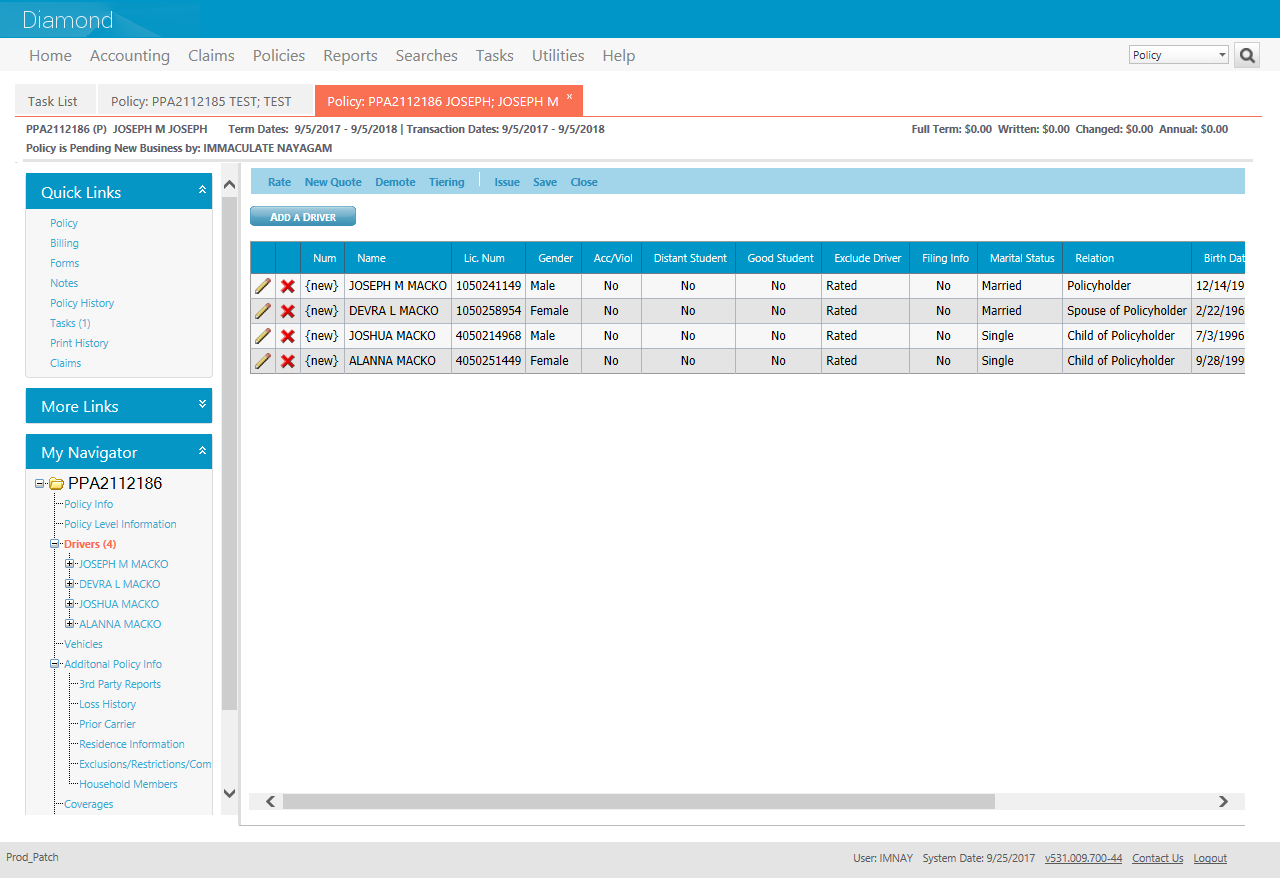 Diamond
Home Accounting Claims Policies Reports Searches Tasks Utilities Help Policy
Task List Policy: PPA2112185 TEST; TEST Policy: PPA2112186 JOSEPH; JOSEPH M ×
PPA2112186 (P) JOSEPH M JOSEPH Term Dates: 9/5/2017 - 9/5/2018 | Transaction Dates: 9/5/2017 - 9/5/2018 Full Term: $0.00 Written: $0.00 Changed: $0.00 Annual: $0.00
Policy is Pending New Business by: IMMACULATE NAYAGAM
Quick Links
Policy
Billing
Forms
Notes
Policy History
Tasks (1)
Print History
Claims
More Links
My Navigator
PPA2112186
Policy Info
Policy Level Information
Drivers (4)
JOSEPH M MACKO
DEVRA L MACKO
JOSHUA MACKO
ALANNA MACKO
Vehicles
Additonal Policy Info
3rd Party Reports
Loss History
Prior Carrier
Residence Information
Exclusions/Restrictions/Com
Household Members
Coverages
Rate New Quote Demote Tiering Issue Save Close
ADD A DRIVER
Num Name Lic. Num Gender Acc/Viol Distant Student Good Student Exclude Driver Filing Info Marital Status Relation Birth Dat
{new} JOSEPH M MACKO 1050241149 Male No No No Rated No Married Policyholder 12/14/19
{new} DEVRA L MACKO 1050258954 Female No No No Rated No Married Spouse of Policyholder 2/22/196
{new} JOSHUA MACKO 4050214968 Male No No No Rated No Single Child of Policyholder 7/3/1996
{new} ALANNA MACKO 4050251449 Female No No No Rated No Single Child of Policyholder 9/28/199
Prod_Patch User: IMNAY System Date: 9/25/2017 v531.009.700-44 Contact Us Logout